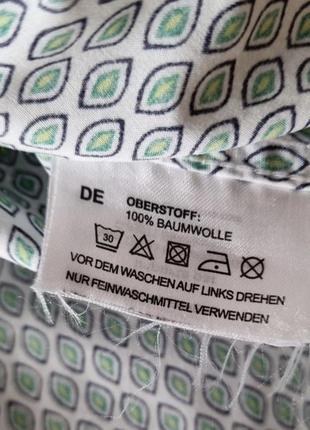 DE OBERSTOFF:
100% BAUMWOLLE
30
VOR DEM WASCHEN AUF LINKS DREHEN
NUR FEINWASCHMITTEL VERWENDEN